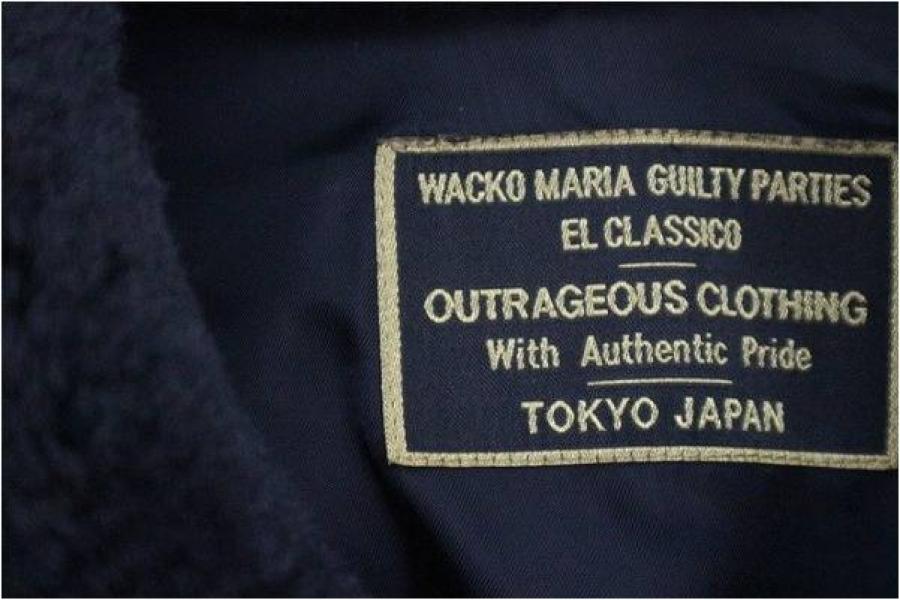 WACKO MARIA GUILTY PARTIES
EL CLASSICO
OUTRAGEOUS CLOTHING
With Authentic Pride
TOKYO JAPAN